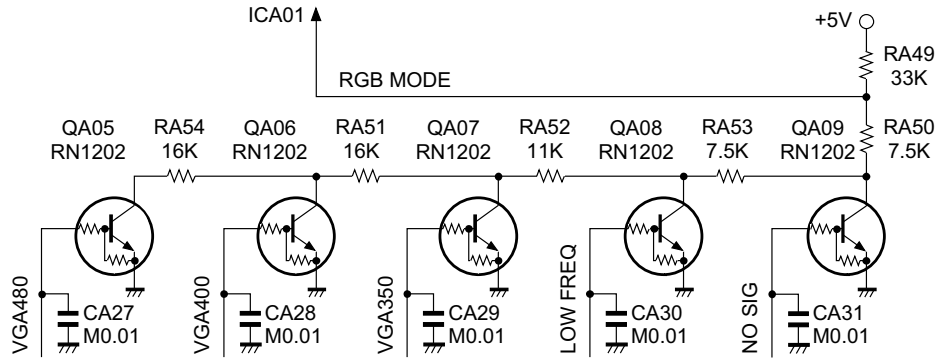 ICA01
+5V
RA49
33K
RGB MODE
QA05
RN1202
RA54
16K
QA06
RN1202
RA51
16K
QA07
RN1202
RA52
11K
QA08
RN1202
RA53
7.5K
QA09
RN1202
RA50
7.5K
VGA480
CA27
M0.01
VGA400
CA28
M0.01
VGA350
CA29
M0.01
LOW FREQ
CA30
M0.01
NO SIG
CA31
M0.01